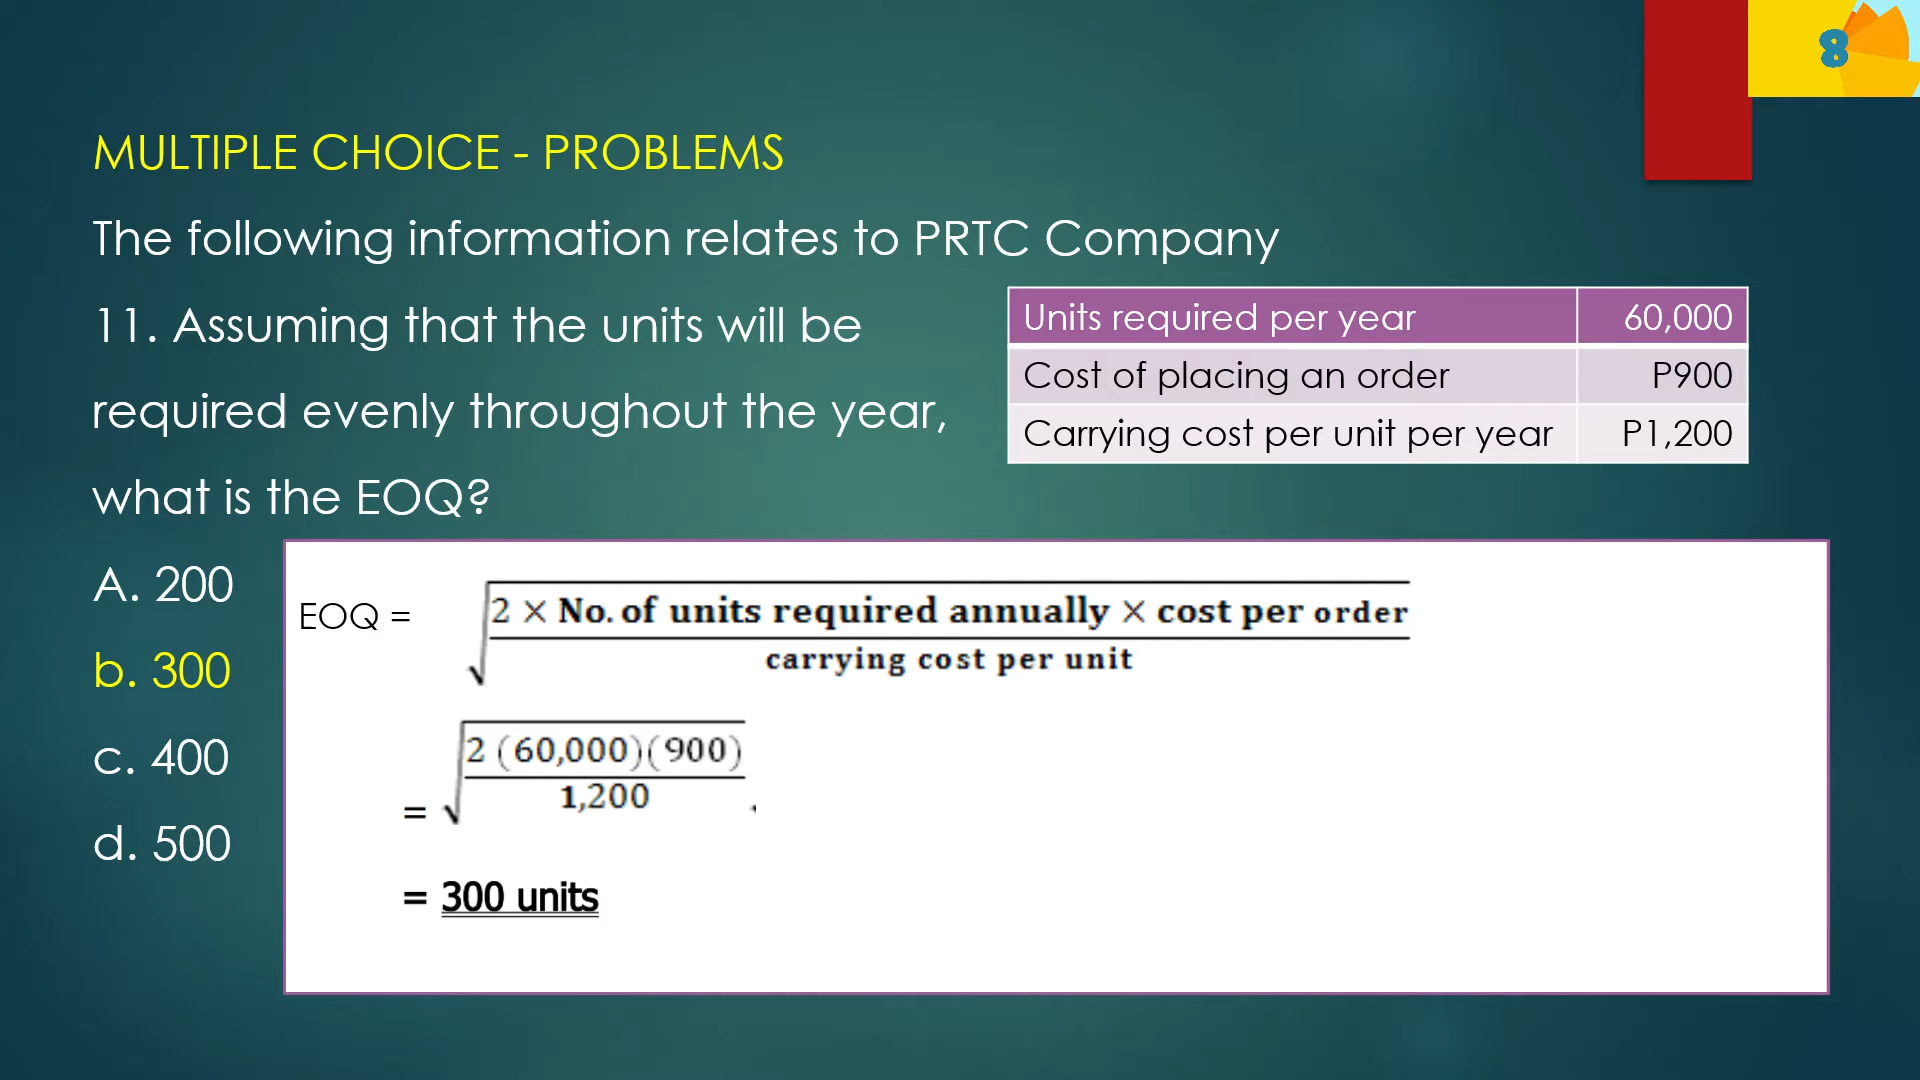 8
MULTIPLE CHOICE - PROBLEMS
The following information relates to PRTC Company
11. Assuming that the units will be
required evenly throughout the year,
what is the EOQ?
Units required per year 60,000
Cost of placing an order P900
Carrying cost per unit per year P1,200
A. 200
b. 300
c. 400
d. 500
EOQ = √ 2 × No. of units required annually × cost per order
carrying cost per unit
= √ 2 (60,000)(900)
1,200
= 300 units